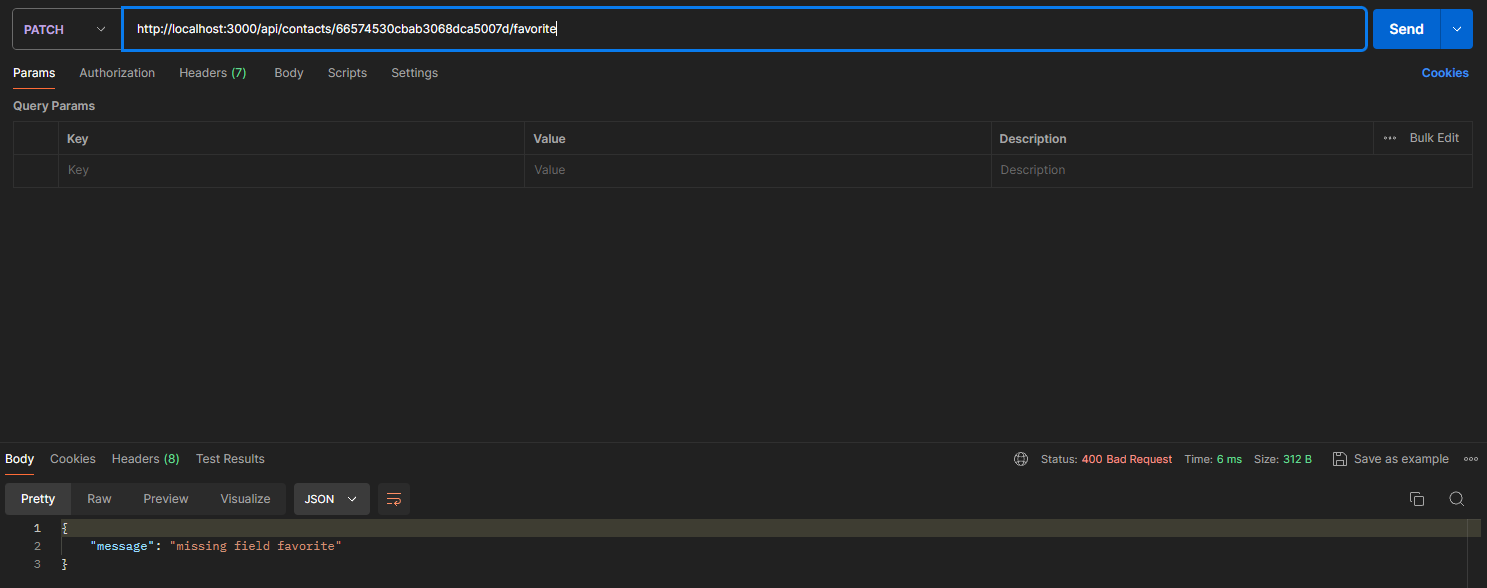 PATCH http://localhost:3000/api/contacts/66574530cbab3068dca5007d/favorite Send
Params Authorization Headers (7) Body Scripts Settings Cookies
Query Params
Key Value Description ••• Bulk Edit
Key Value Description
Body Cookies Headers (8) Test Results Status: 400 Bad Request Time: 6 ms Size: 312 B Save as example
Pretty Raw Preview Visualize JSON
1 {
2 "message": "missing field favorite"
3 }